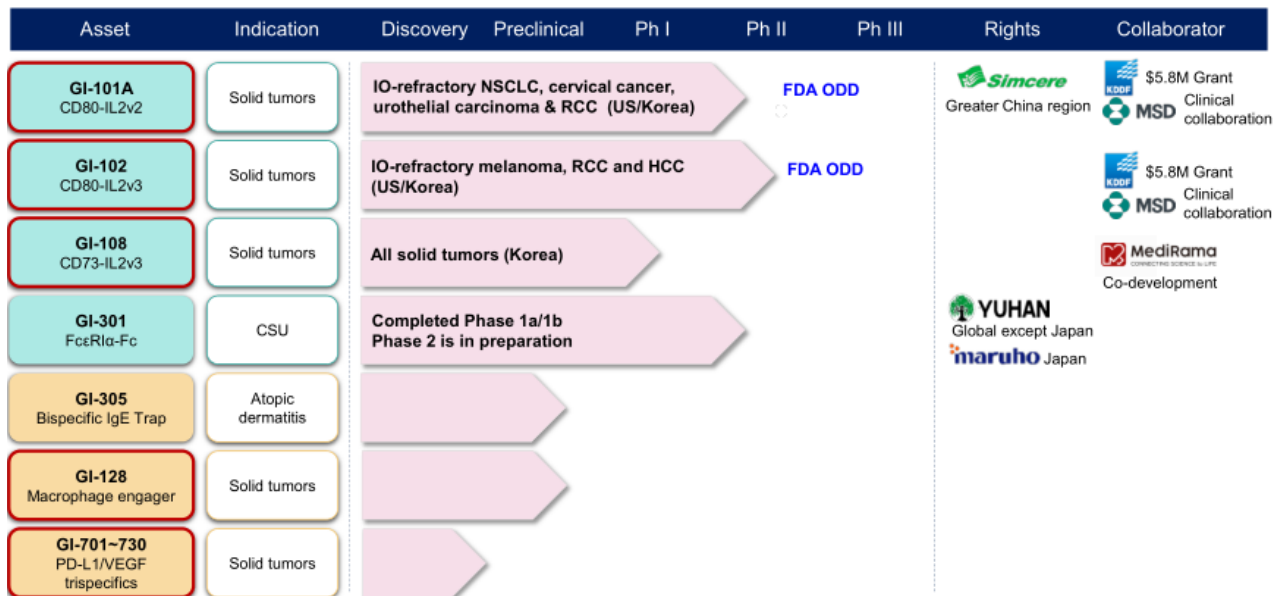 Asset Indication Discovery Preclinical Ph I Ph II Ph III Rights Collaborator
GI-101A
CD80-IL2v2
Solid tumors
IO-refractory NSCLC, cervical cancer,
urothelial carcinoma & RCC (US/Korea)
FDA ODD
Simcere
Greater China region
KDDF
$5.8M Grant
MSD
Clinical
collaboration
GI-102
CD80-IL2v3
Solid tumors
IO-refractory melanoma, RCC and HCC
(US/Korea)
FDA ODD
KDDF
$5.8M Grant
MSD
Clinical
collaboration
GI-108
CD73-IL2v3
Solid tumors
All solid tumors (Korea)
MediRama
CONNECTING SCIENCE to LIFE
Co-development
GI-301
FcεRIα-Fc
CSU
Completed Phase 1a/1b
Phase 2 is in preparation
YUHAN
Global except Japan
maruho Japan
GI-305
Bispecific IgE Trap
Atopic
dermatitis
GI-128
Macrophage engager
Solid tumors
GI-701~730
PD-L1/VEGF
trispecifics
Solid tumors